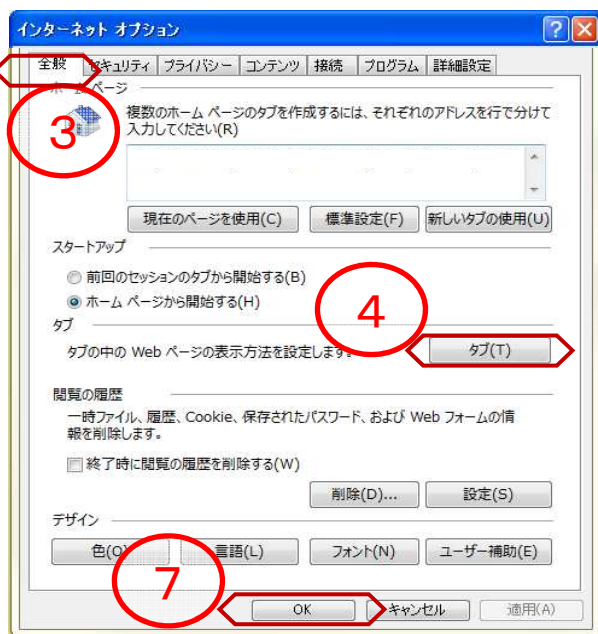 インターネット オプション
全般 セキュリティ プライバシー コンテンツ 接続 プログラム 詳細設定
ホーム ページ
3
複数のホーム ページのタブを作成するには、それぞれのアドレスを行で分けて
入力してください(R)
現在のページを使用(C) 標準設定(F) 新しいタブの使用(U)
スタートアップ
前回のセッションのタブから開始する(B)
ホーム ページから開始する(H)
4
タブ
タブの中の Web ページの表示方法を設定します。 タブ(T)
閲覧の履歴
一時ファイル、履歴、Cookie、保存されたパスワード、および Web フォームの情
報を削除します。
終了時に閲覧の履歴を削除する(W)
削除(D)... 設定(S)
デザイン
色(O) 言語(L) フォント(N) ユーザー補助(E)
7
OK キャンセル 適用(A)